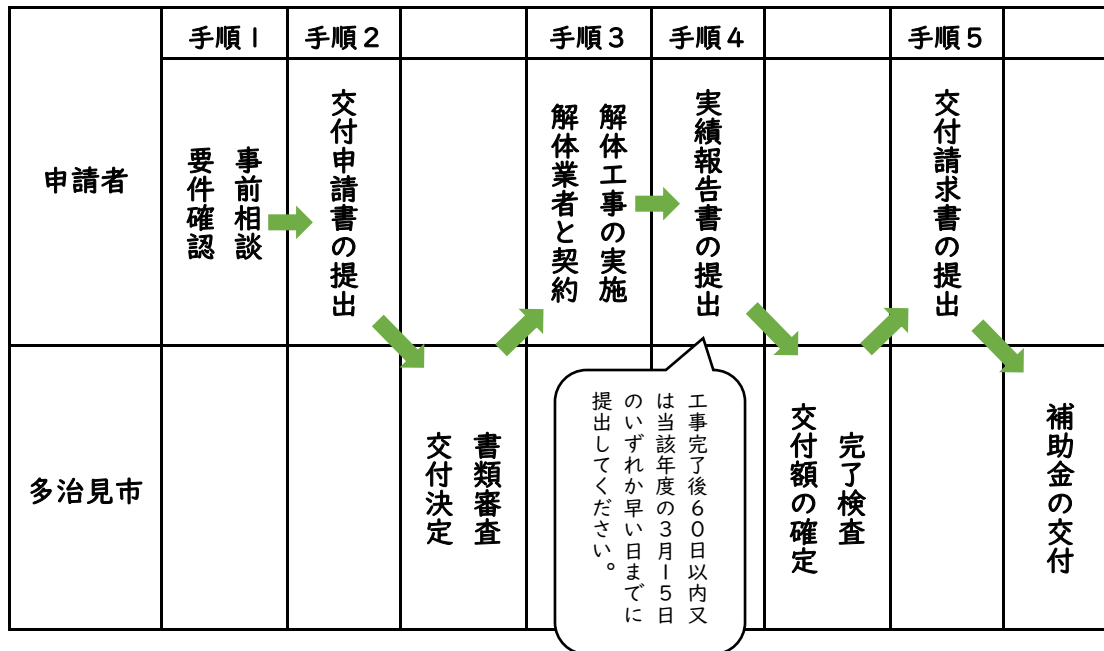 手順1
手順2
手順3
手順4
手順5
申請者
事前相談
要件確認
交付申請書の提出
解体工事の実施
解体業者と契約
実績報告書の提出
交付請求書の提出
多治見市
書類審査
交付決定
工事完了後60日以内又
は当該年度の3月15日
のいずれか早い日までに
提出してください。
完了検査
交付額の確定
補助金の交付